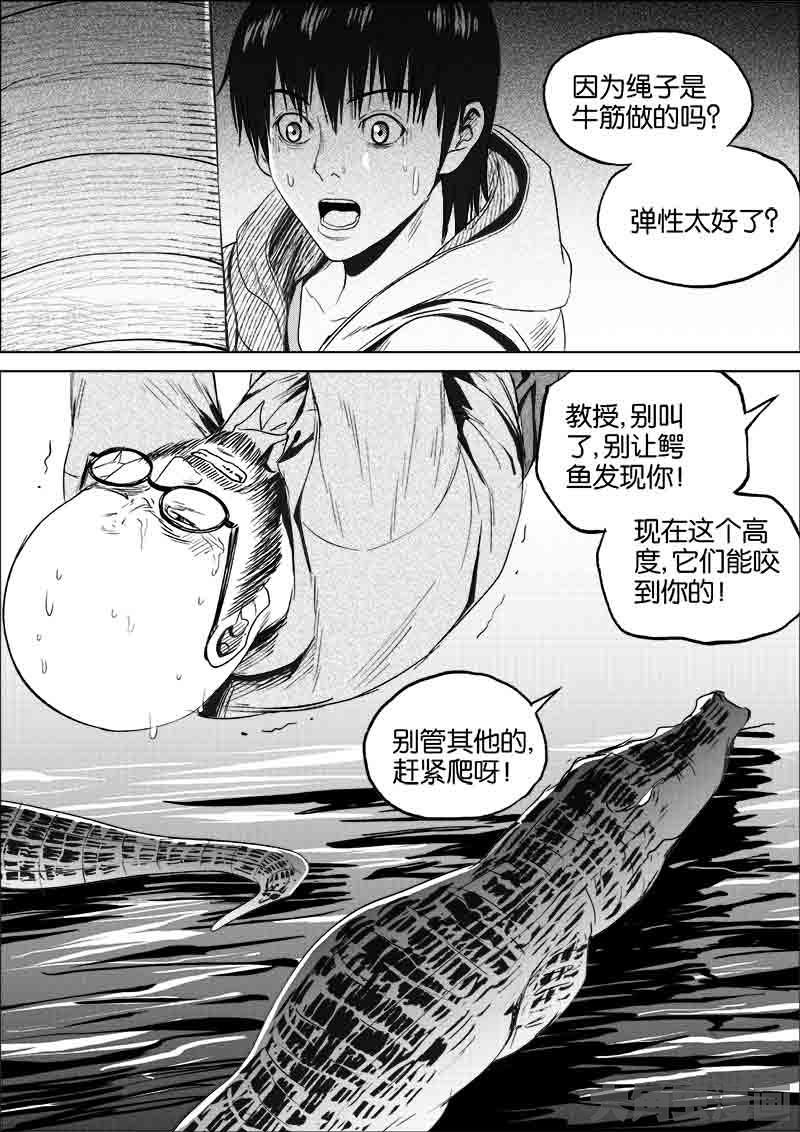 因为绳子是
牛筋做的吗?
弹性太好了?
教授,别叫
了,别让鳄
鱼发现你!
现在这个高
度,它们能咬
到你的!
别管其他的,
赶紧爬呀!